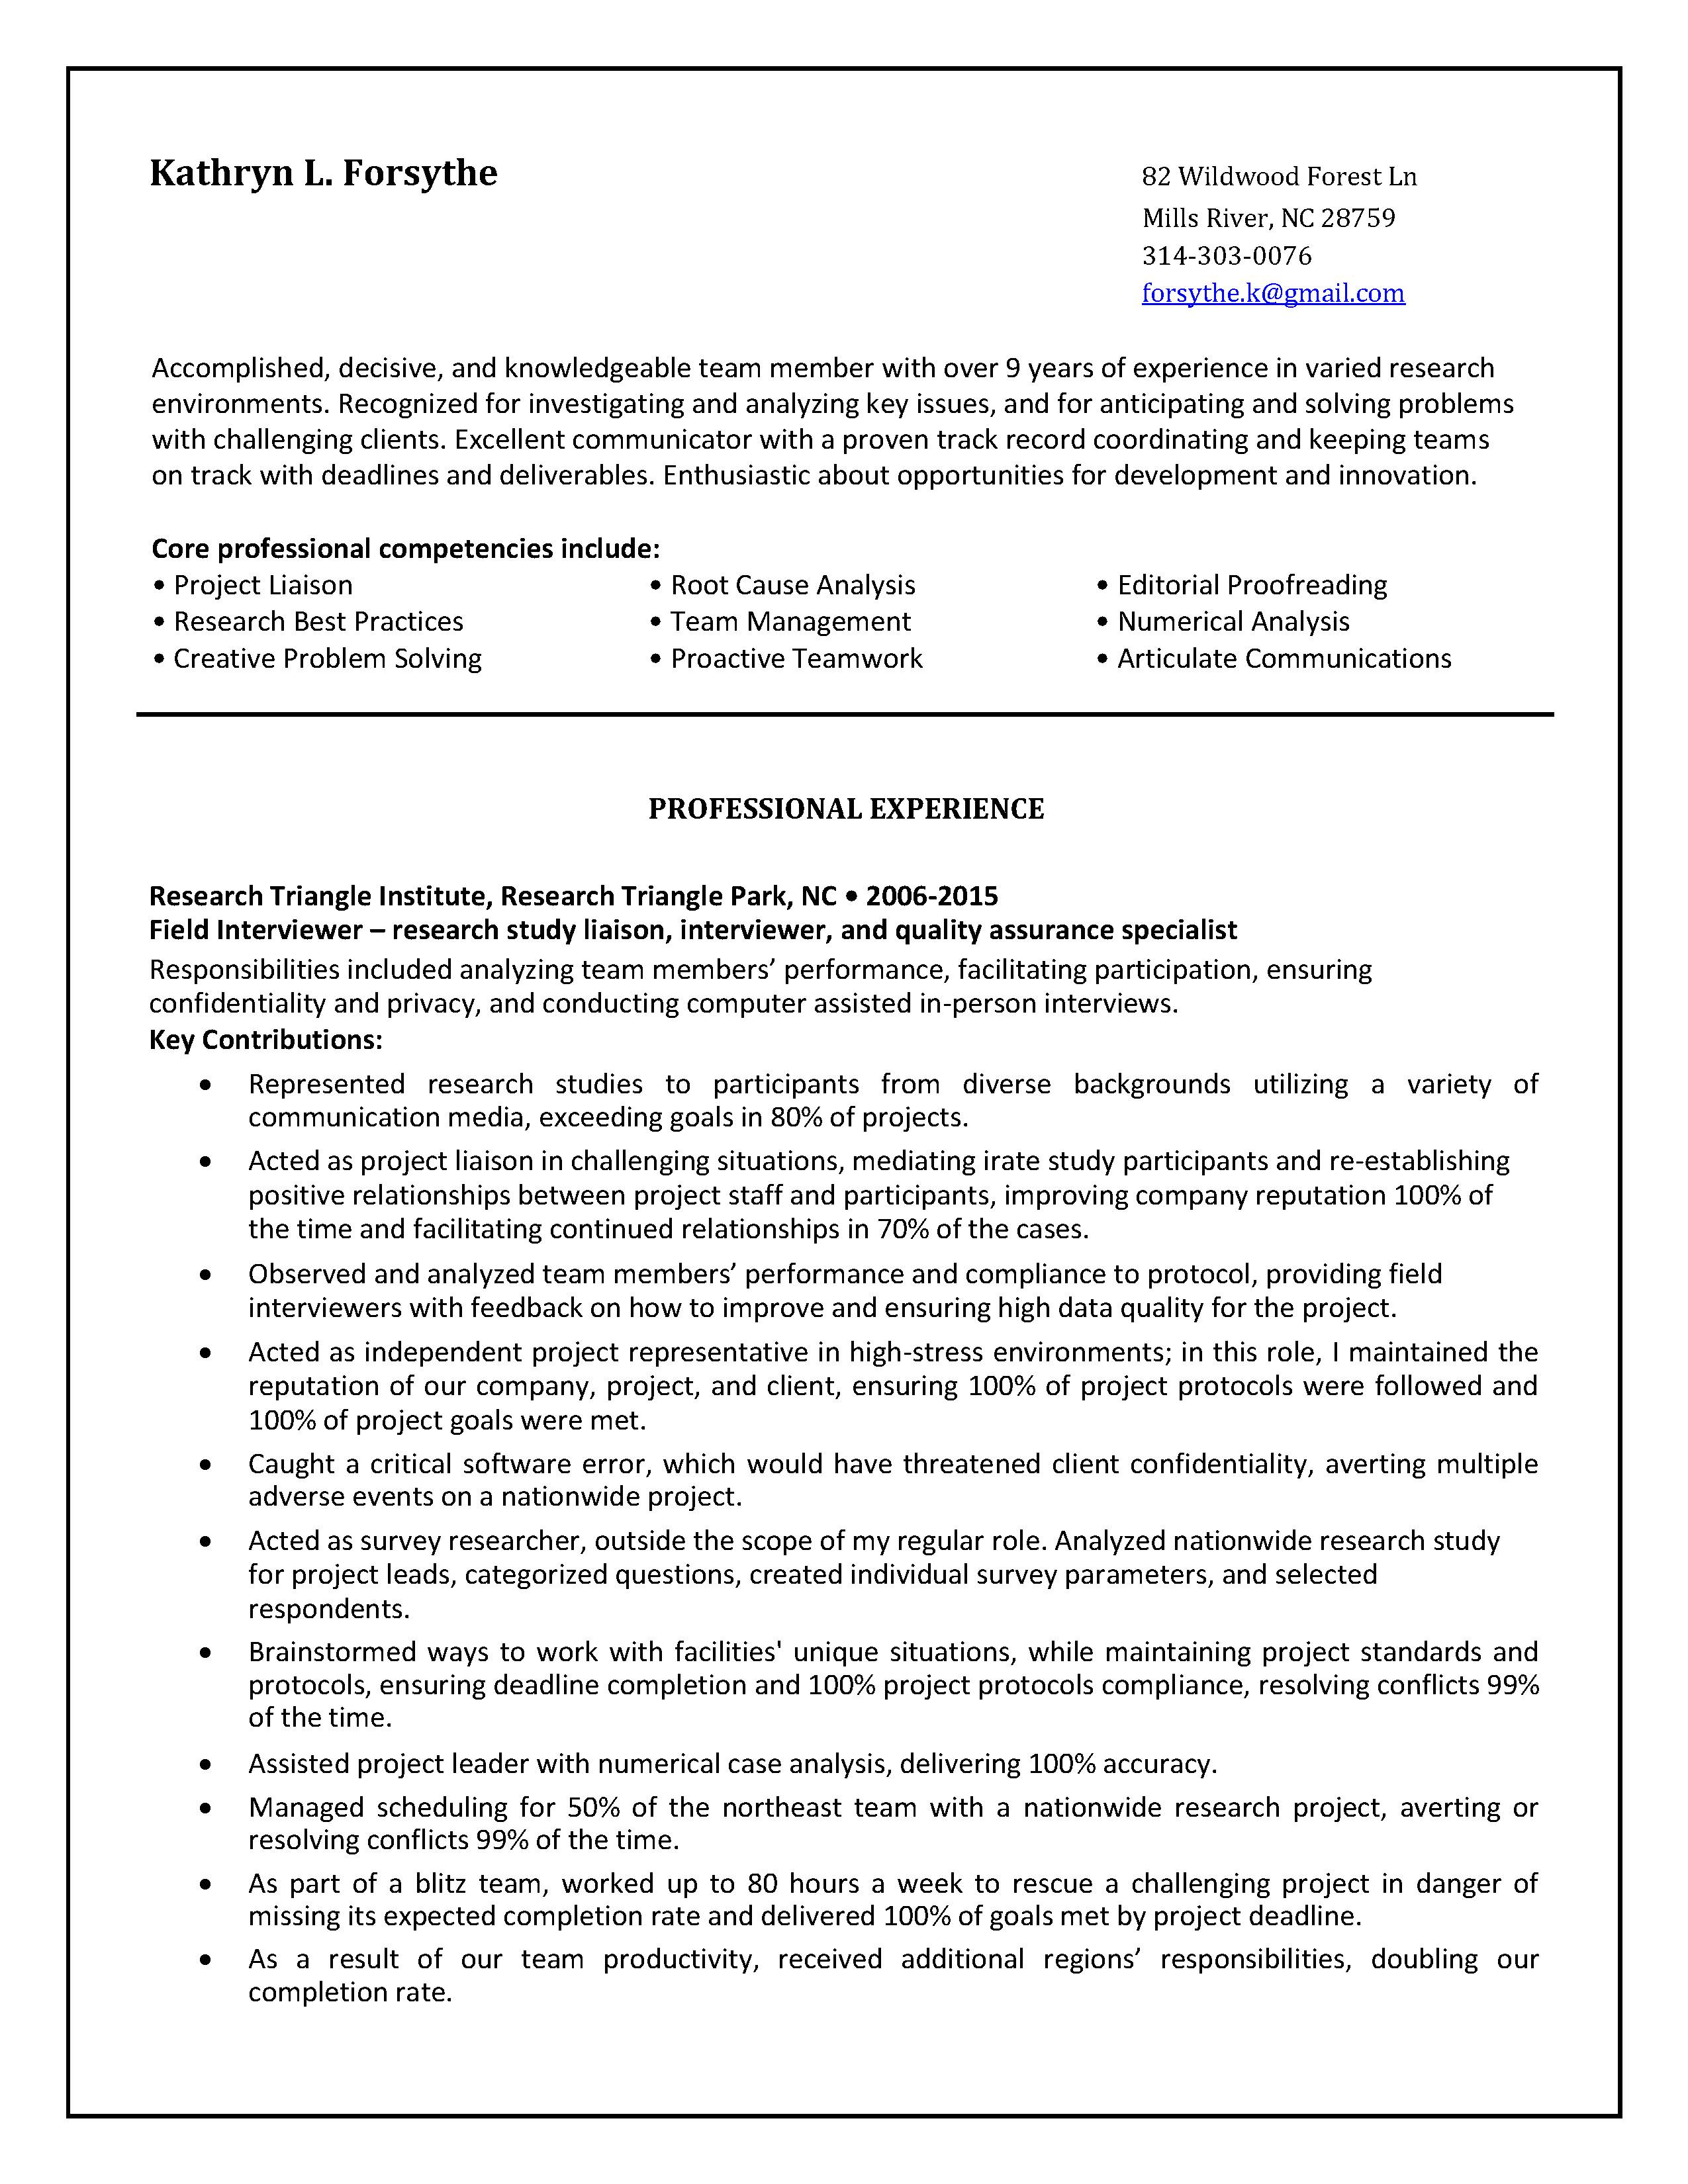 Kathryn L. Forsythe
82 Wildwood Forest Ln
Mills River, NC 28759
314-303-0076
forsythe.k@gmail.com
Accomplished, decisive, and knowledgeable team member with over 9 years of experience in varied research
environments. Recognized for investigating and analyzing key issues, and for anticipating and solving problems
with challenging clients. Excellent communicator with a proven track record coordinating and keeping teams
on track with deadlines and deliverables. Enthusiastic about opportunities for development and innovation.
Core professional competencies include:
• Project Liaison • Root Cause Analysis • Editorial Proofreading
• Research Best Practices • Team Management • Numerical Analysis
• Creative Problem Solving • Proactive Teamwork • Articulate Communications
PROFESSIONAL EXPERIENCE
Research Triangle Institute, Research Triangle Park, NC • 2006-2015
Field Interviewer – research study liaison, interviewer, and quality assurance specialist
Responsibilities included analyzing team members’ performance, facilitating participation, ensuring
confidentiality and privacy, and conducting computer assisted in-person interviews.
Key Contributions:
• Represented research studies to participants from diverse backgrounds utilizing a variety of
communication media, exceeding goals in 80% of projects.
• Acted as project liaison in challenging situations, mediating irate study participants and re-establishing
positive relationships between project staff and participants, improving company reputation 100% of
the time and facilitating continued relationships in 70% of the cases.
• Observed and analyzed team members’ performance and compliance to protocol, providing field
interviewers with feedback on how to improve and ensuring high data quality for the project.
• Acted as independent project representative in high-stress environments; in this role, I maintained the
reputation of our company, project, and client, ensuring 100% of project protocols were followed and
100% of project goals were met.
• Caught a critical software error, which would have threatened client confidentiality, averting multiple
adverse events on a nationwide project.
• Acted as survey researcher, outside the scope of my regular role. Analyzed nationwide research study
for project leads, categorized questions, created individual survey parameters, and selected
respondents.
• Brainstormed ways to work with facilities' unique situations, while maintaining project standards and
protocols, ensuring deadline completion and 100% project protocols compliance, resolving conflicts 99%
of the time.
• Assisted project leader with numerical case analysis, delivering 100% accuracy.
• Managed scheduling for 50% of the northeast team with a nationwide research project, averting or
resolving conflicts 99% of the time.
• As part of a blitz team, worked up to 80 hours a week to rescue a challenging project in danger of
missing its expected completion rate and delivered 100% of goals met by project deadline.
• As a result of our team productivity, received additional regions’ responsibilities, doubling our
completion rate.